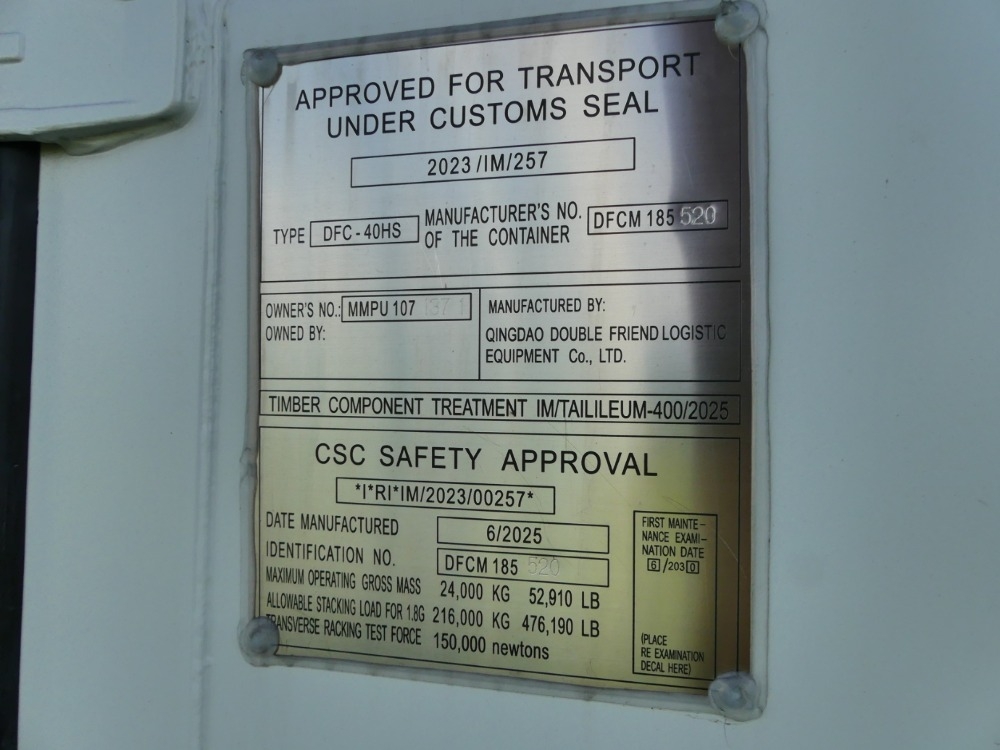 APPROVED FOR TRANSPORT
UNDER CUSTOMS SEAL
2023/IM/257
TYPE DFC-40HS MANUFACTURER'S NO. OF THE CONTAINER DFCM 185 520
OWNER'S NO.: MMPU 107
OWNED BY:
MANUFACTURED BY:
QINGDAO DOUBLE FRIEND LOGISTIC
EQUIPMENT Co., LTD.
TIMBER COMPONENT TREATMENT IM/TAILILEUM-400/2025
CSC SAFETY APPROVAL
*I*RI*IM/2023/00257*
DATE MANUFACTURED 6/2025
IDENTIFICATION NO. DFCM 185 520
MAXIMUM OPERATING GROSS MASS 24,000 KG 52,910 LB
ALLOWABLE STACKING LOAD FOR 1.8G 216,000 KG 476,190 LB
TRANSVERSE RACKING TEST FORCE 150,000 newtons
FIRST MAINTE-
NANCE EXAMI-
NATION DATE
6/2030
(PLACE
RE EXAMINATION
DECAL HERE)